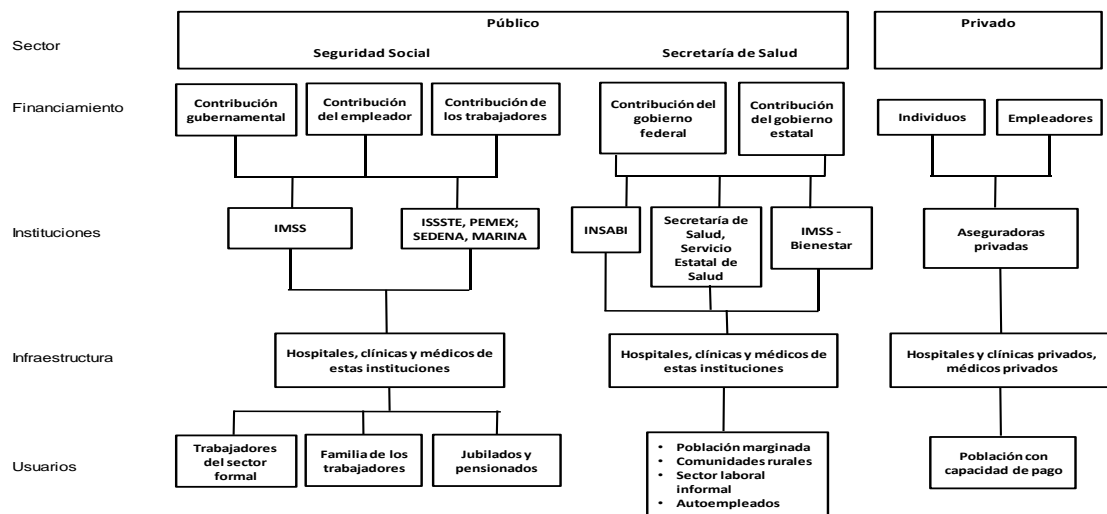 Sector
Público
Seguridad Social
Secretaría de Salud
Privado
Financiamiento
Contribución
gubernamental
Contribución
del empleador
Contribución de
los trabajadores
Contribución del
gobierno
federal
Contribución
del gobierno
estatal
Individuos
Empleadores
Instituciones
IMSS
ISSSTE, PEMEX;
SEDENA, MARINA
INSABI
Secretaría de
Salud,
Servicio
Estatal de
Salud
IMSS -
Bienestar
Aseguradoras
privadas
Infraestructura
Hospitales, clínicas y médicos de
estas instituciones
Hospitales, clínicas y médicos de
estas instituciones
Hospitales y clínicas privados,
médicos privados
Usuarios
Trabajadores
del sector
formal
Familia de los
trabajadores
Jubilados y
pensionados
• Población marginada
• Comunidades rurales
• Sector laboral
informal
• Autoempleados
Población con
capacidad de pago